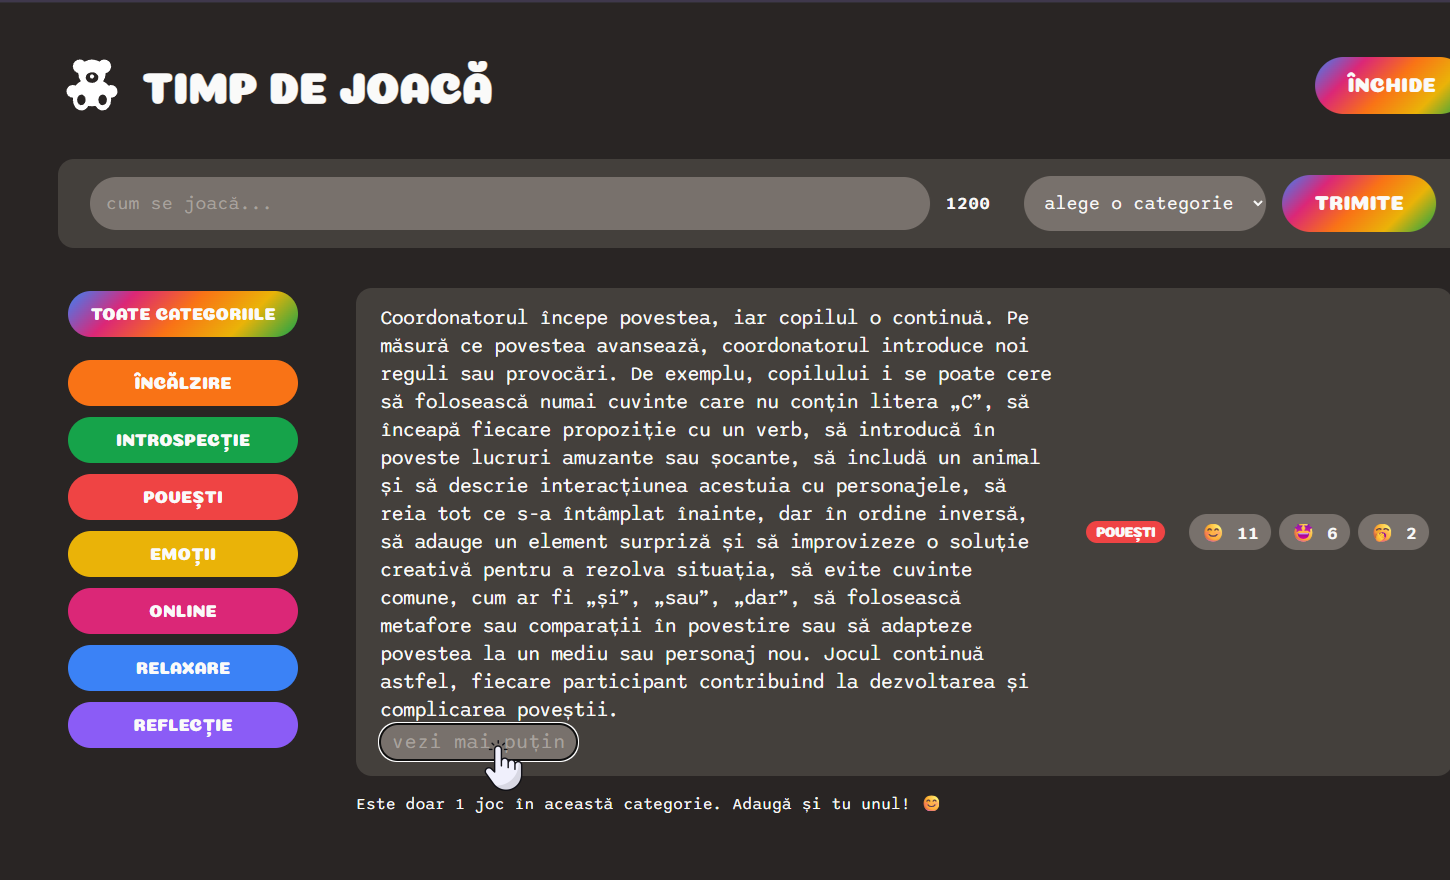 TIMP DE JOACĂ
ÎNCHIDE
cum se joacă...
1200
alege o categorie
TRIMITE
TOATE CATEGORIILE
ÎNCĂLZIRE
INTROSPECȚIE
POVEȘTI
EMOȚII
ONLINE
RELAXARE
REFLECȚIE
Coordonatorul începe povestea, iar copilul o continuă. Pe
măsură ce povestea avansează, coordonatorul introduce noi
reguli sau provocări. De exemplu, copilului i se poate cere
să folosească numai cuvinte care nu conțin litera „C”, să
înceapă fiecare propoziție cu un verb, să introducă în
poveste lucruri amuzante sau șocante, să includă un animal
și să descrie interacțiunea acestuia cu personajele, să
reia tot ce s-a întâmplat înainte, dar în ordine inversă,
să adauge un element surpriză și să improvizeze o soluție
creativă pentru a rezolva situația, să evite cuvinte
comune, cum ar fi „și”, „sau”, „dar”, să folosească
metafore sau comparații în povestire sau să adapteze
povestea la un mediu sau personaj nou. Jocul continuă
astfel, fiecare participant contribuind la dezvoltarea și
complicarea poveștii.
vezi mai puțin
POVEȘTI
😊 11
🤩 6
🥱 2
Este doar 1 joc în această categorie. Adaugă și tu unul! 😊